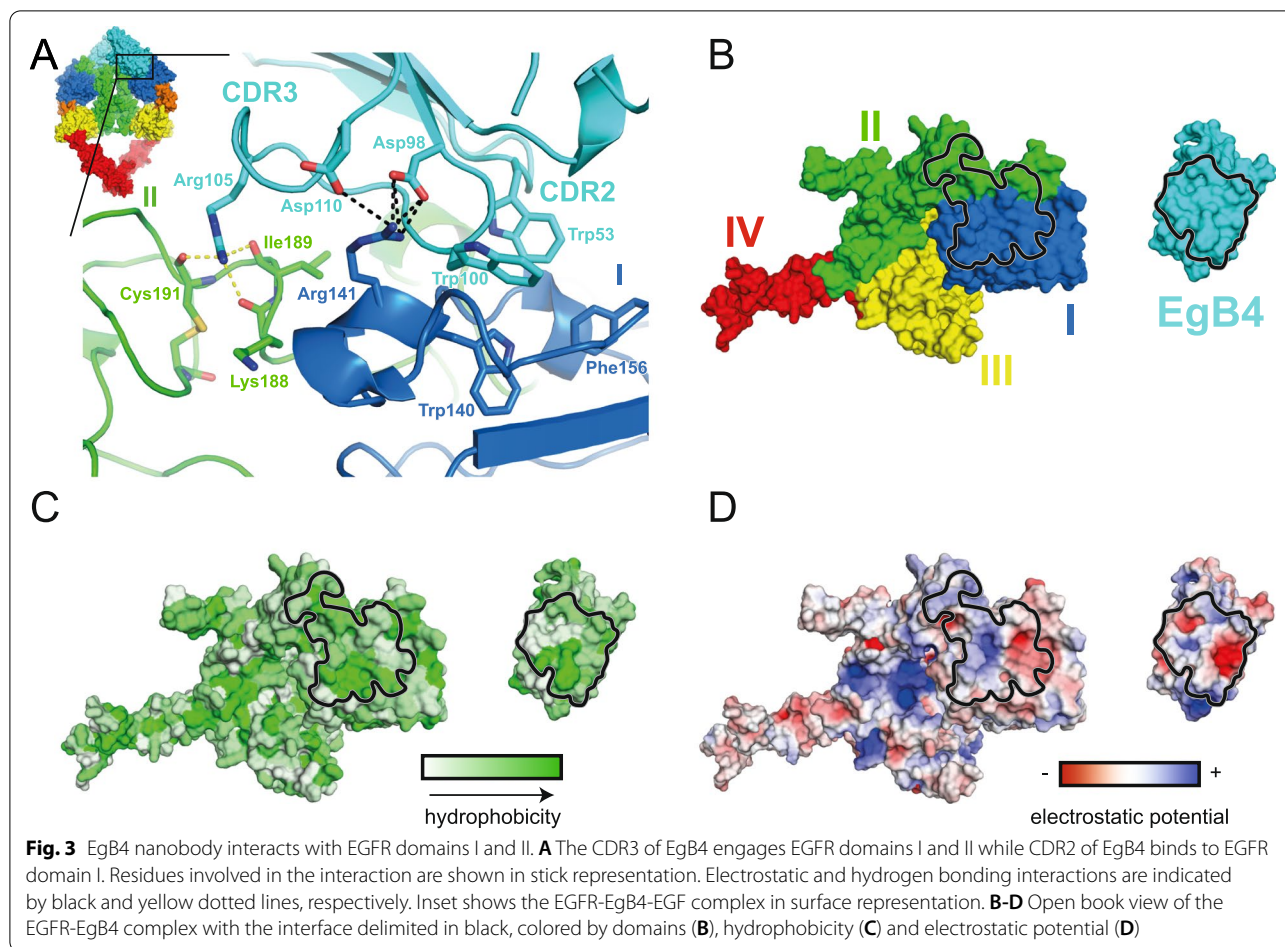 A
CDR3
Asp98
Arg105
II
Asp110
CDR2
Ile189
Trp53
Cys191
Trp100
Arg141
I
Lys188
Phe156
Trp140
B
II
IV
III
I
EgB4
C
hydrophobicity
D
- +
electrostatic potential
Fig. 3 EgB4 nanobody interacts with EGFR domains I and II. A The CDR3 of EgB4 engages EGFR domains I and II while CDR2 of EgB4 binds to EGFR
domain I. Residues involved in the interaction are shown in stick representation. Electrostatic and hydrogen bonding interactions are indicated
by black and yellow dotted lines, respectively. Inset shows the EGFR-EgB4-EGF complex in surface representation. B-D Open book view of the
EGFR-EgB4 complex with the interface delimited in black, colored by domains (B), hydrophobicity (C) and electrostatic potential (D)